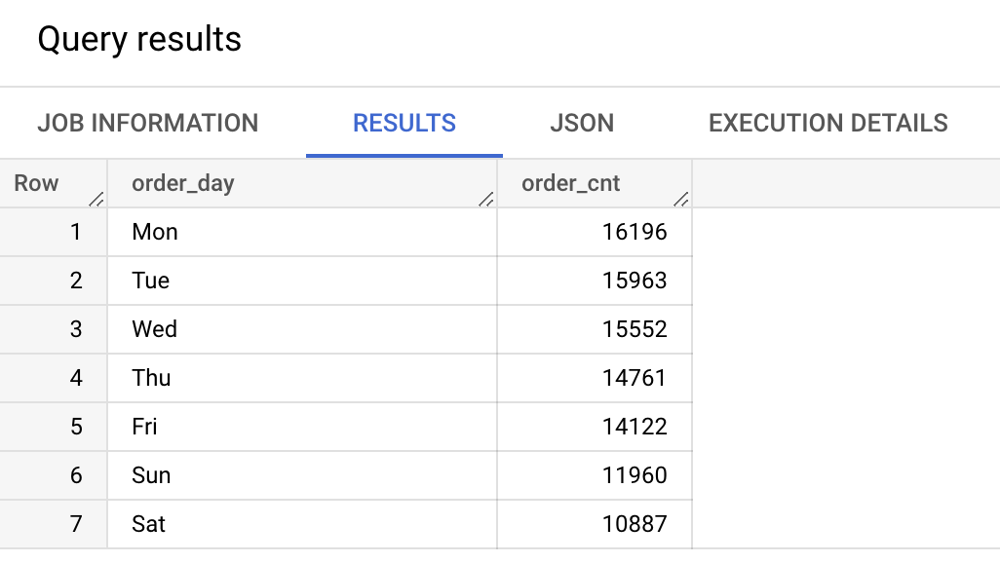 Query results
JOB INFORMATION RESULTS JSON EXECUTION DETAILS
Row order_day order_cnt
1 Mon 16196
2 Tue 15963
3 Wed 15552
4 Thu 14761
5 Fri 14122
6 Sun 11960
7 Sat 10887